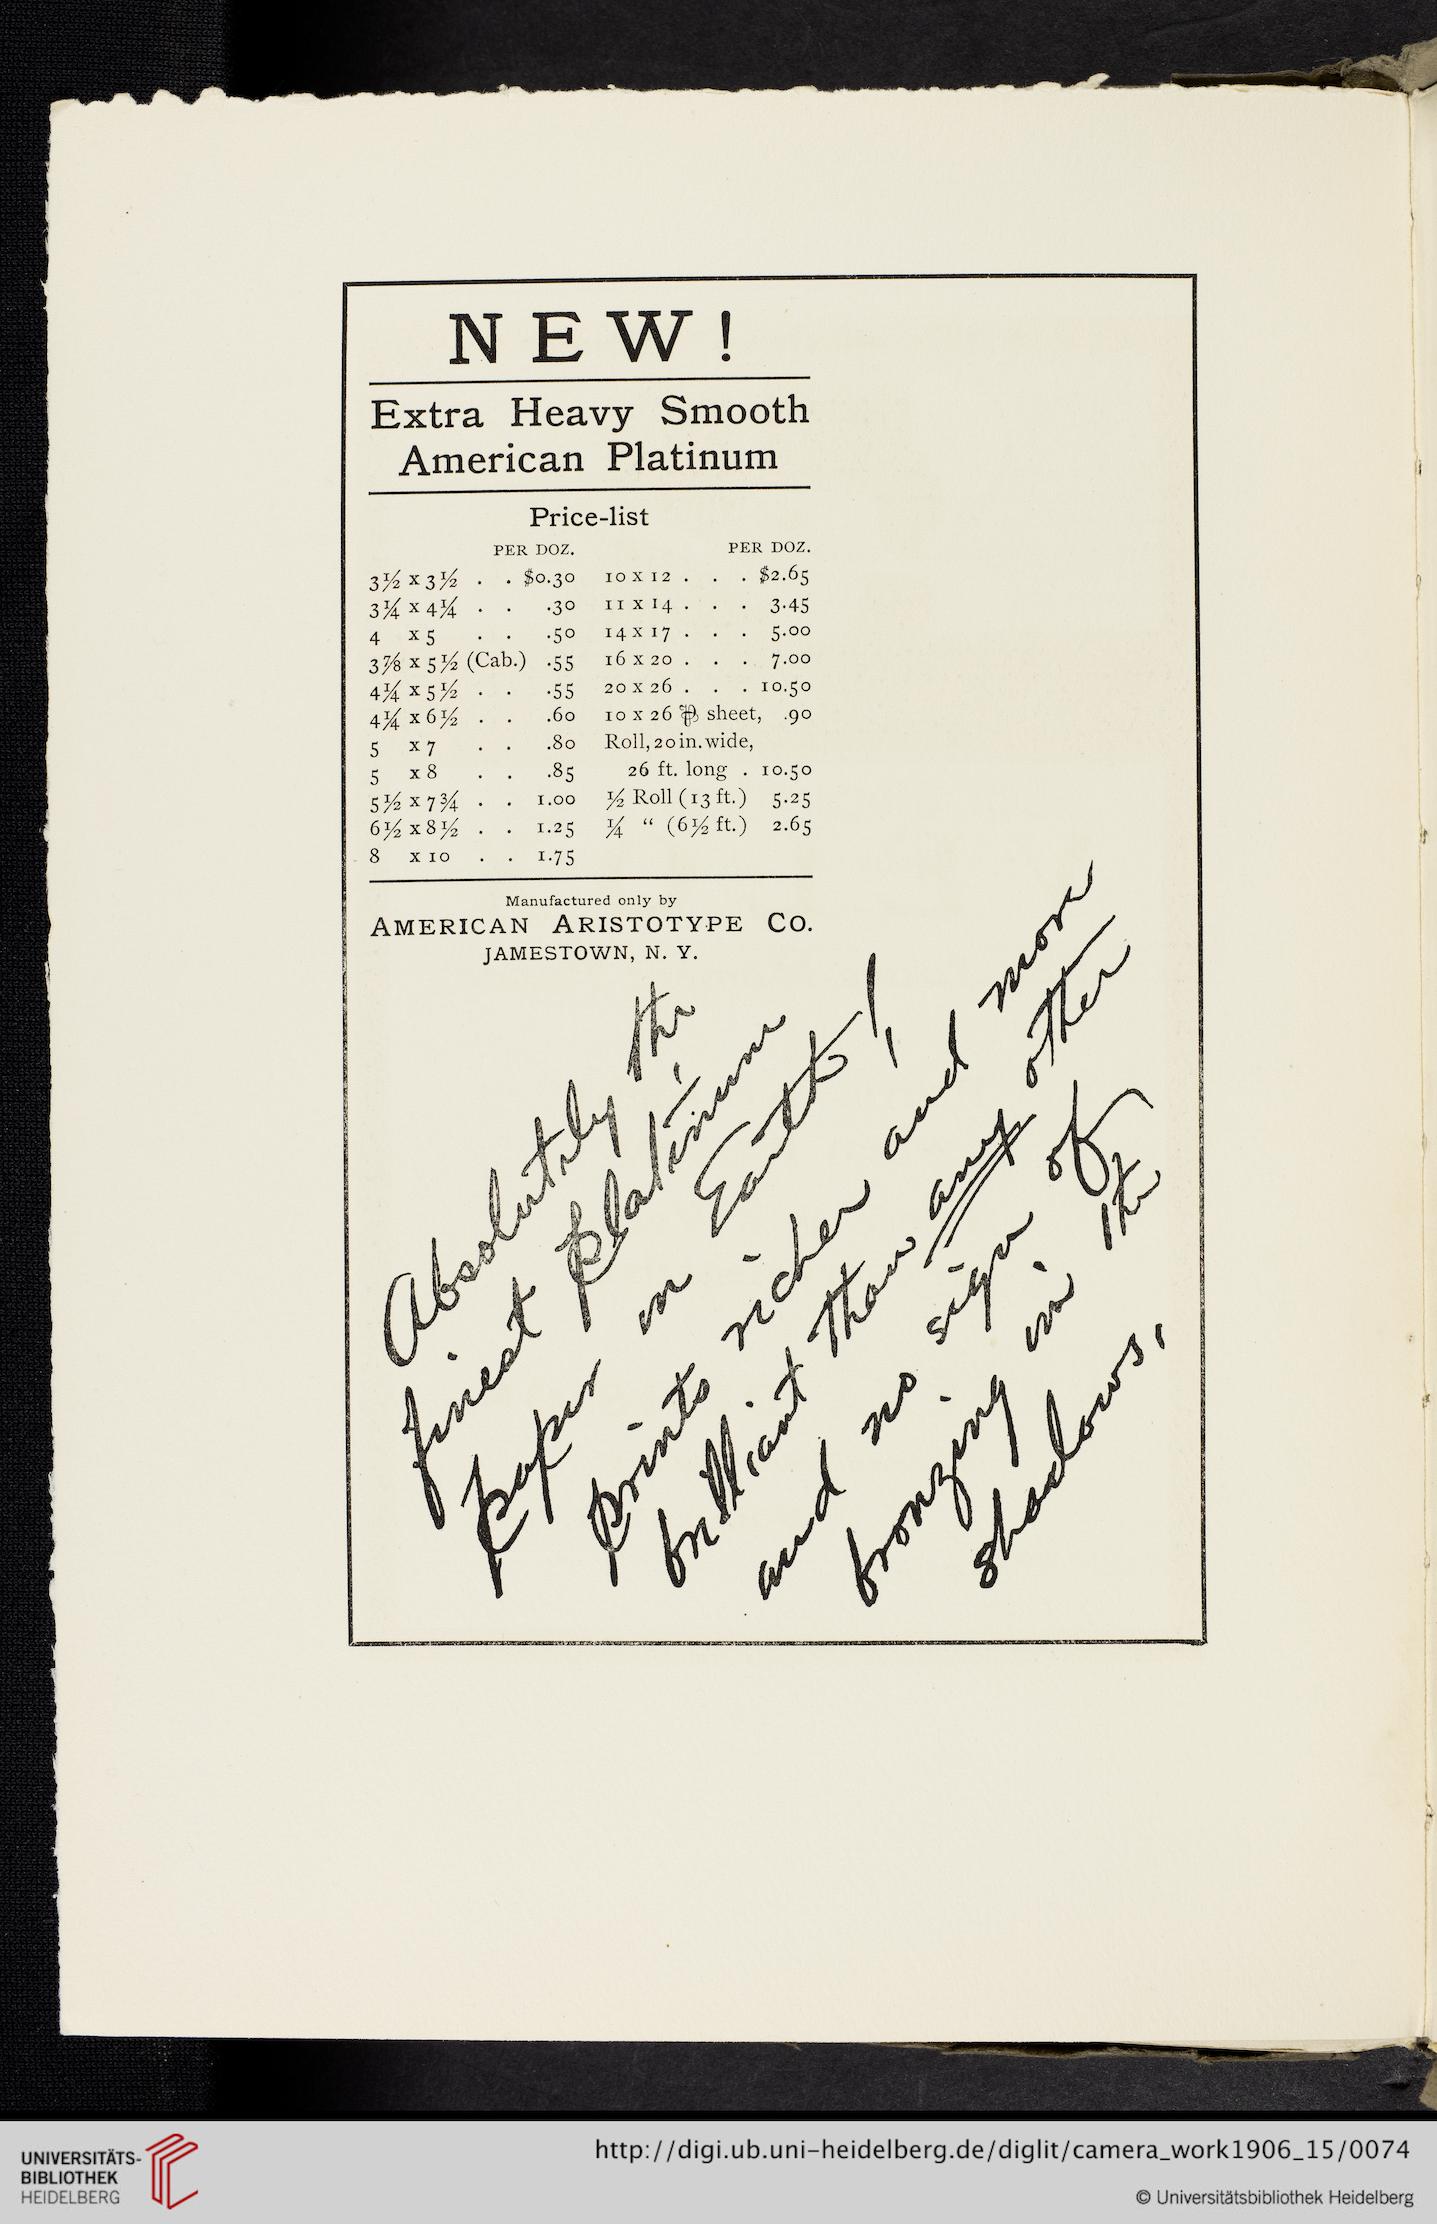 NEW!
Extra Heavy Smooth
American Platinum
Price-list
PER DOZ.
3½ x 3½ . . $0.30
3¼ x 4¼ . . .30
4 x 5 . . .50
3⅞ x 5½ (Cab.) .55
4¼ x 5½ . . .55
4¼ x 6½ . . .60
5 x 7 . . .80
5 x 8 . . .85
5½ x 7¾ . . 1.00
6½ x 8½ . . 1.25
8 x 10 . . 1.75
PER DOZ.
10 x 12 . . . $2.65
11 x 14 . . . 3.45
14 x 17 . . . 5.00
16 x 20 . . . 7.00
20 x 26 . . . 10.50
10 x 26 ⅌ sheet, .90
Roll, 20 in. wide,
26 ft. long . 10.50
½ Roll (13 ft.) 5.25
¼ “ (6½ ft.) 2.65
Manufactured only by
AMERICAN ARISTOTYPE CO.
JAMESTOWN, N. Y.
Absolutely the
finest platinum
paper on Earth!
Prints richer and more
brilliant than any other
and no sign of
bronzing in the
shadows,
UNIVERSITÄTS-
BIBLIOTHEK
HEIDELBERG
http://digi.ub.uni-heidelberg.de/diglit/camera_work1906_15/0074
© Universitätsbibliothek Heidelberg